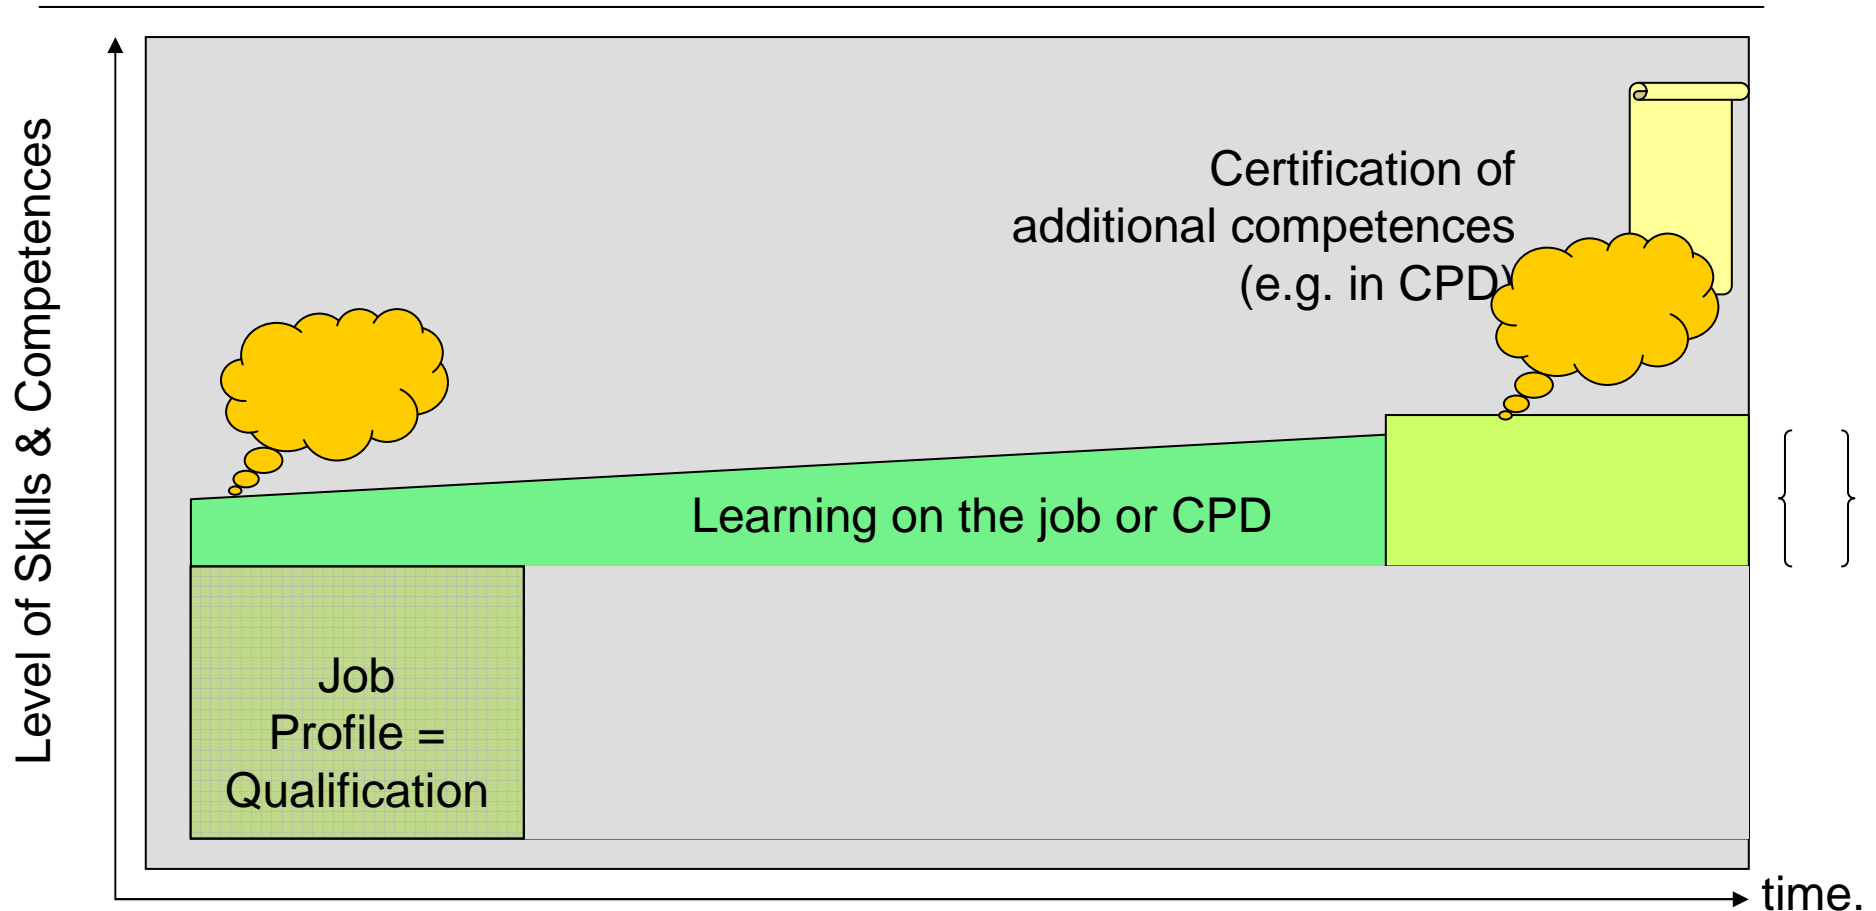 Level of Skills & Competences
Certification of
additional competences
(e.g. in CPD)
Learning on the job or CPD
Job
Profile =
Qualification
{ }
time.